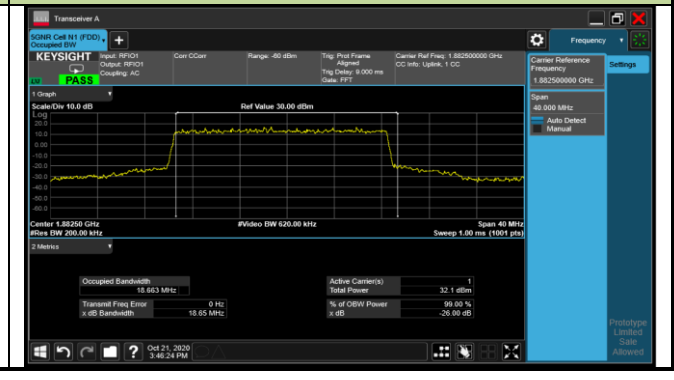 Transceiver A
5GNR Cell N1 (FDD)
Occupied BW
Frequency
KEYSIGHT
PASS
Input: RFIO1
Output: RFIO1
Coupling: AC
Corr CCorr
Range: -80 dBm
Trig: Prot Frame
Aligned
Trig Delay: 9.000 ms
Gate: FFT
Carrier Ref Freq: 1.882500000 GHz
CC Info: Uplink, 1 CC
Carrier Reference
Frequency
1.882500000 GHz
Settings
Span
40.000 MHz
Auto Detect
Manual
1 Graph
Scale/Div 10.0 dB
Ref Value 30.00 dBm
Log
20.0
10.0
0.00
-10.0
-20.0
-30.0
-40.0
-50.0
-60.0
Center 1.88250 GHz
#Video BW 620.00 kHz
Span 40 MHz
#Res BW 200.00 kHz
Sweep 1.00 ms (1001 pts)
2 Metrics
Occupied Bandwidth
18.663 MHz
Active Carrier(s) 1
Total Power 32.1 dBm
Transmit Freq Error 0 Hz
x dB Bandwidth 18.65 MHz
% of OBW Power 99.00 %
x dB -26.00 dB
Prototype
Limited
Sale
Allowed
Oct 21, 2020
3:46:24 PM